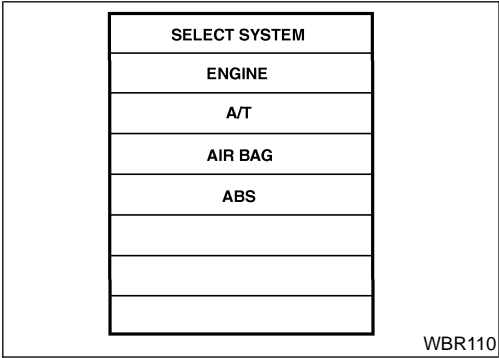 SELECT SYSTEM
ENGINE
A/T
AIR BAG
ABS
WBR110